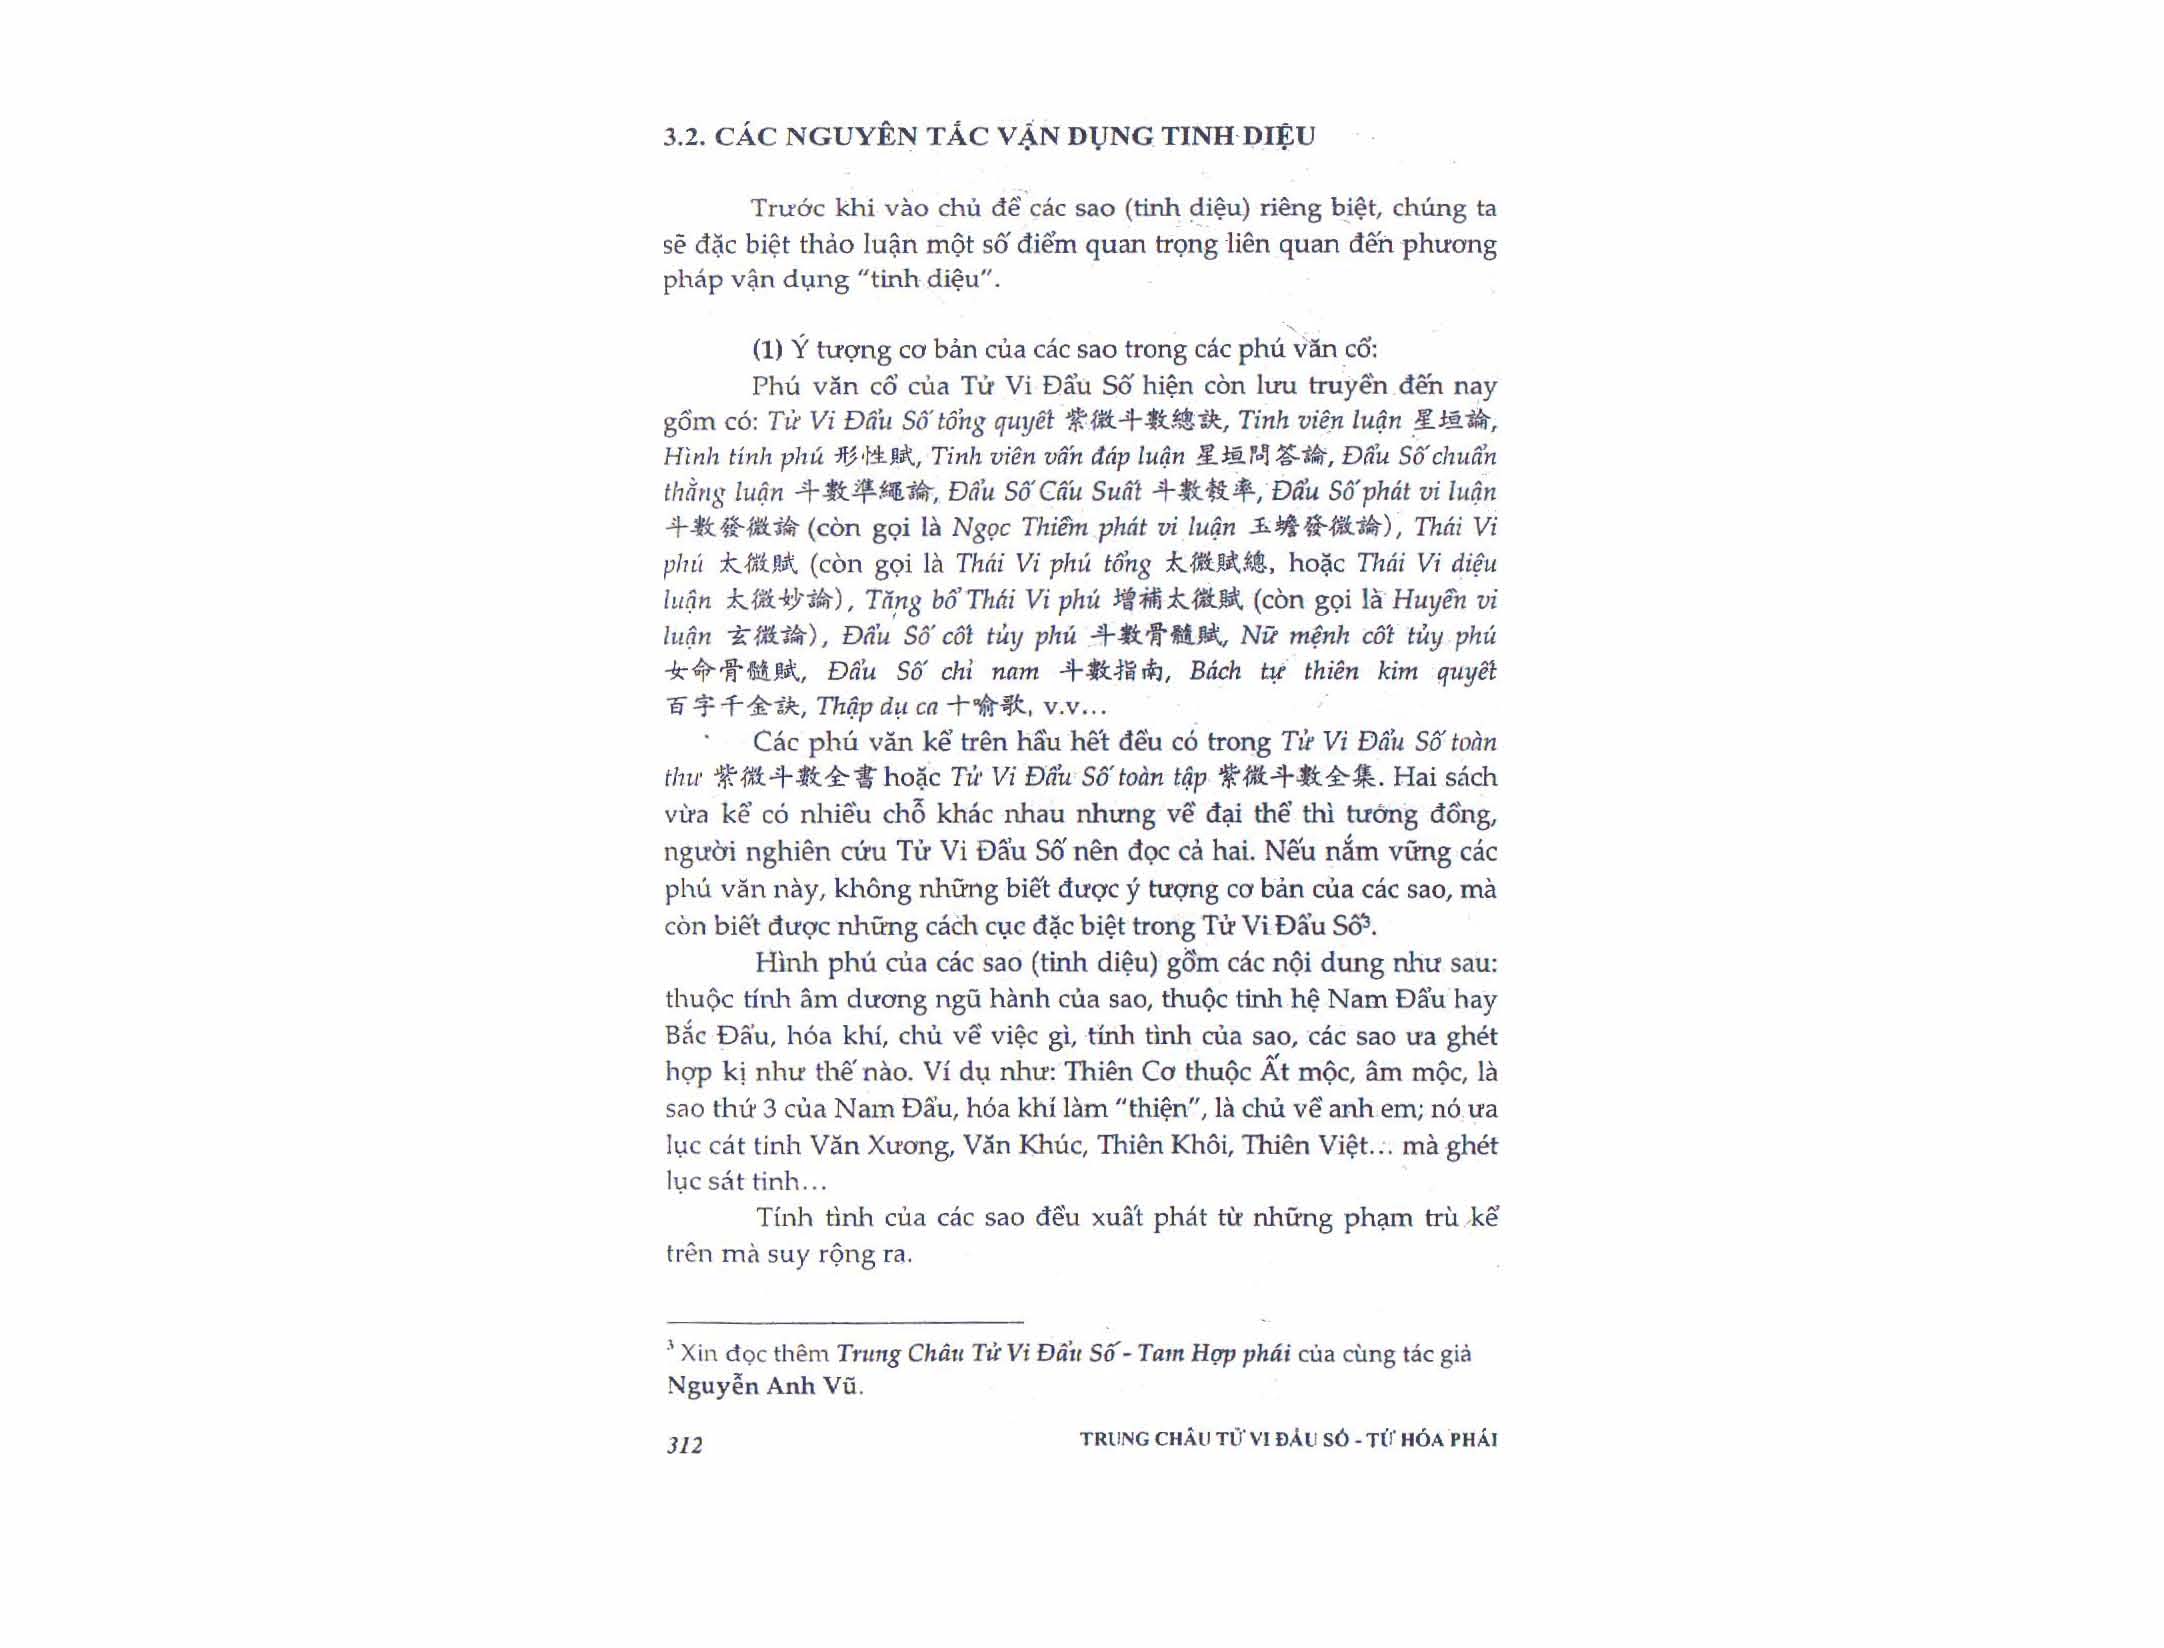 3.2. CÁC NGUYÊN TẮC VẬN DỤNG TINH DIỆU
Trước khi vào chủ đề các sao (tinh diệu) riêng biệt, chúng ta
sẽ đặc biệt thảo luận một số điểm quan trọng liên quan đến phương
pháp vận dụng "tinh diệu".
(1) Ý tượng cơ bản của các sao trong các phú văn cổ:
Phú văn cổ của Tử Vi Đẩu Số hiện còn lưu truyền đến nay
gồm có: Tử Vi Đẩu Số tổng quyết 紫微斗數總訣, Tinh viên luận 星垣論,
Hình tính phú 形性賦, Tinh viên vấn đáp luận 星垣問答論, Đẩu Số chuẩn
thằng luận 斗數準繩論, Đẩu Số Cấu Suất 斗數彀率, Đẩu Số phát vi luận
斗數發微論 (còn gọi là Ngọc Thiềm phát vi luận 玉蟾發微論), Thái Vi
phú 太微賦 (còn gọi là Thái Vi phú tổng 太微賦總, hoặc Thái Vi diệu
luận 太微妙論), Tăng bổ Thái Vi phú 增補太微賦 (còn gọi là Huyền vi
luận 玄微論), Đẩu Số cốt tủy phú 斗數骨髓賦, Nữ mệnh cốt tủy phú
女命骨髓賦, Đẩu Số chỉ nam 斗數指南, Bách tự thiên kim quyết
百字千金訣, Thập dụ ca 十喻歌, v.v...
Các phú văn kể trên hầu hết đều có trong Tử Vi Đẩu Số toàn
thư 紫微斗數全書 hoặc Tử Vi Đẩu Số toàn tập 紫微斗數全集. Hai sách
vừa kể có nhiều chỗ khác nhau nhưng về đại thể thì tương đồng,
người nghiên cứu Tử Vi Đẩu Số nên đọc cả hai. Nếu nắm vững các
phú văn này, không những biết được ý tượng cơ bản của các sao, mà
còn biết được những cách cục đặc biệt trong Tử Vi Đẩu Số³.
Hình phú của các sao (tinh diệu) gồm các nội dung như sau:
thuộc tính âm dương ngũ hành của sao, thuộc tinh hệ Nam Đẩu hay
Bắc Đẩu, hóa khí, chủ về việc gì, tính tình của sao, các sao ưa ghét
hợp kị như thế nào. Ví dụ như: Thiên Cơ thuộc Ất mộc, âm mộc, là
sao thứ 3 của Nam Đẩu, hóa khí làm "thiện", là chủ về anh em; nó ưa
lục cát tinh Văn Xương, Văn Khúc, Thiên Khôi, Thiên Việt... mà ghét
lục sát tinh...
Tính tình của các sao đều xuất phát từ những phạm trù kể
trên mà suy rộng ra.
³ Xin đọc thêm Trung Châu Tử Vi Đẩu Số - Tam Hợp phái của cùng tác giả
Nguyễn Anh Vũ.
312 TRUNG CHÂU TỬ VI ĐẨU SỐ - TỨ HÓA PHÁI